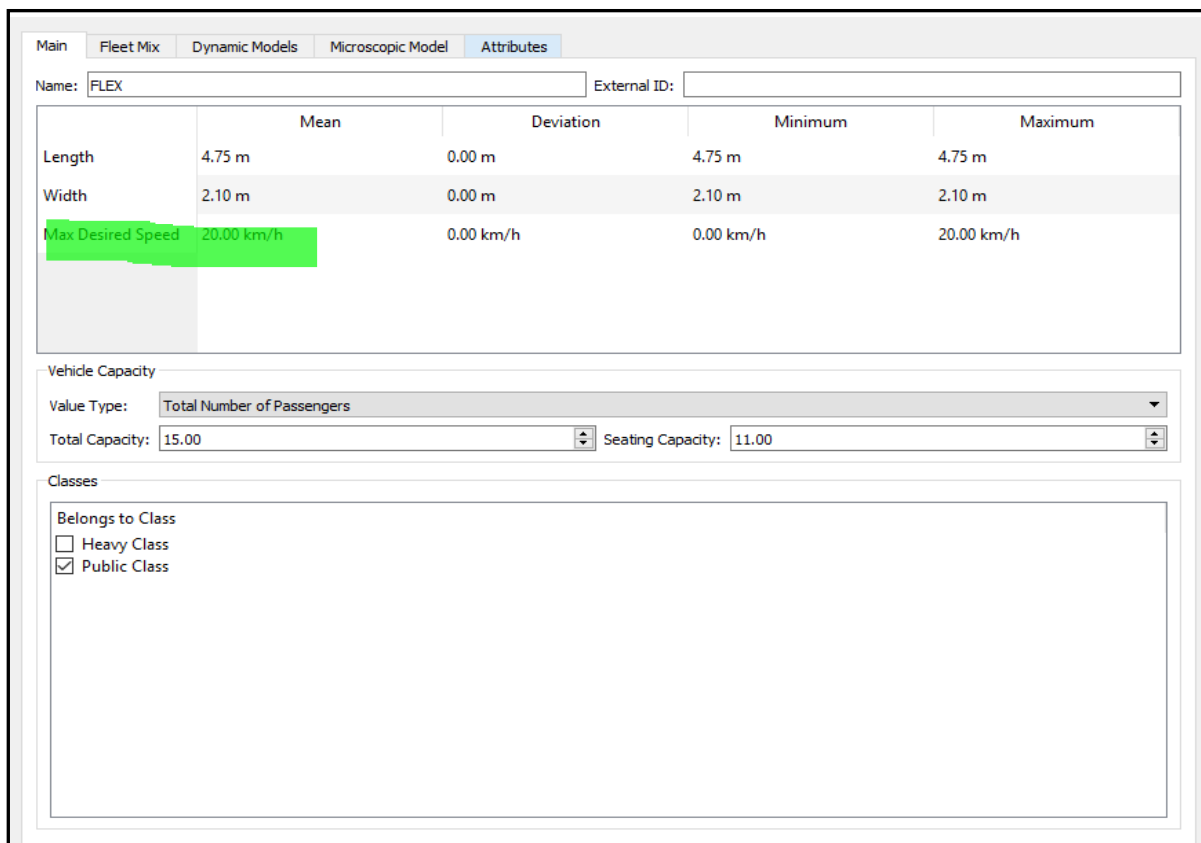 Main Fleet Mix Dynamic Models Microscopic Model Attributes
Name: FLEX External ID:
Mean Deviation Minimum Maximum
Length 4.75 m 0.00 m 4.75 m 4.75 m
Width 2.10 m 0.00 m 2.10 m 2.10 m
Max Desired Speed 20.00 km/h 0.00 km/h 0.00 km/h 20.00 km/h
Vehicle Capacity
Value Type: Total Number of Passengers
Total Capacity: 15.00 Seating Capacity: 11.00
Classes
Belongs to Class
Heavy Class
Public Class